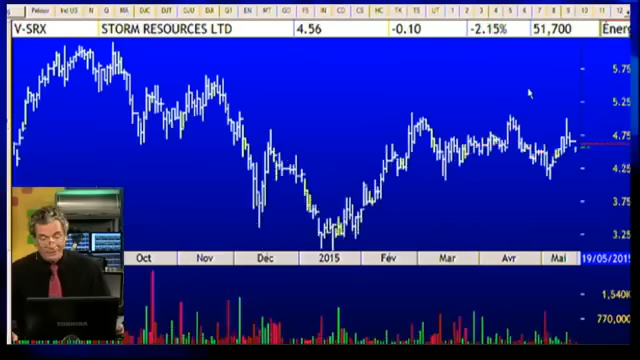 V-SRX STORM RESOURCES LTD 4.56 -0.10 -2.15% 51,700 Éner
5.75
5.25
4.75
4.25
3.75
3.25
Oct Nov Déc 2015 Fév Mar Avr Mai 19/05/2015
1,540K
770,000
TOSHIBA